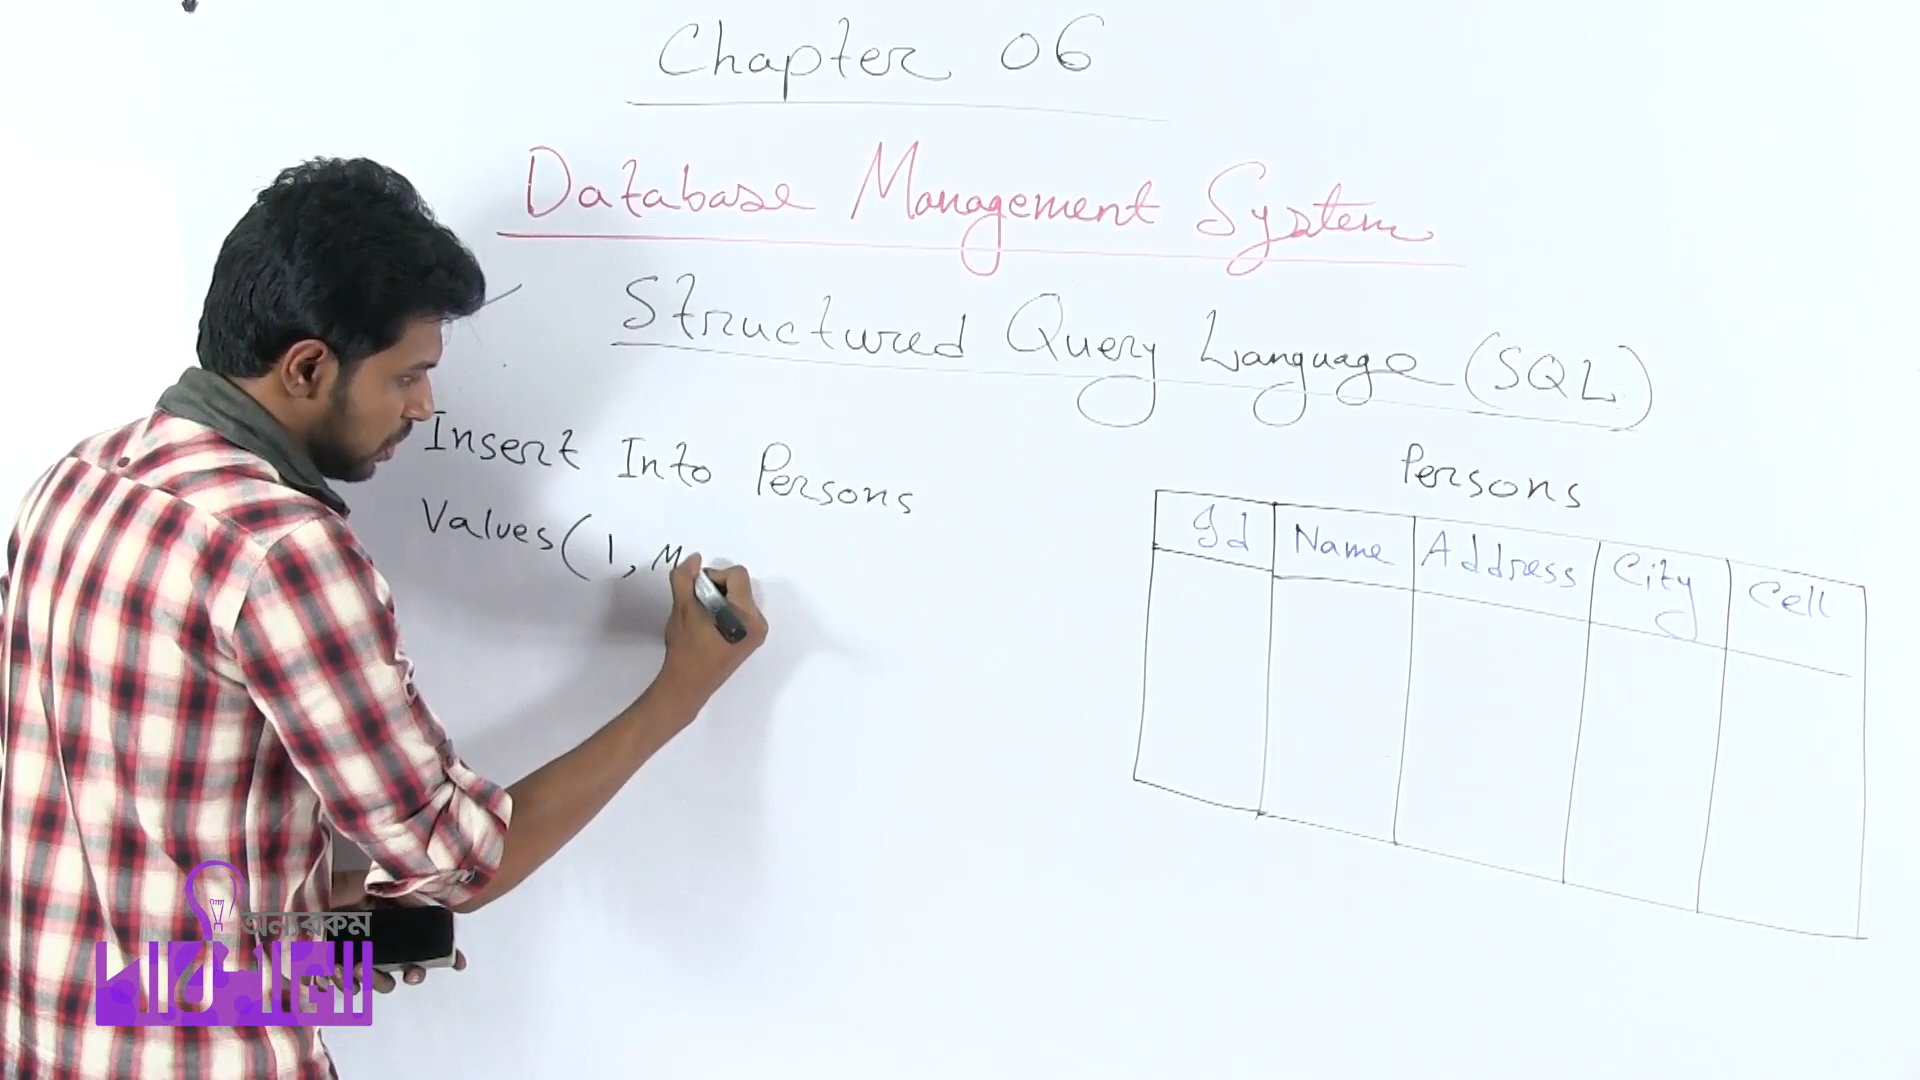 Chapter 06
Database Management System
Structured Query Language (SQL)
Insert Into Persons
Values(1, M
Persons
Id Name Address City Cell
অন্যরকম
পাঠশালা